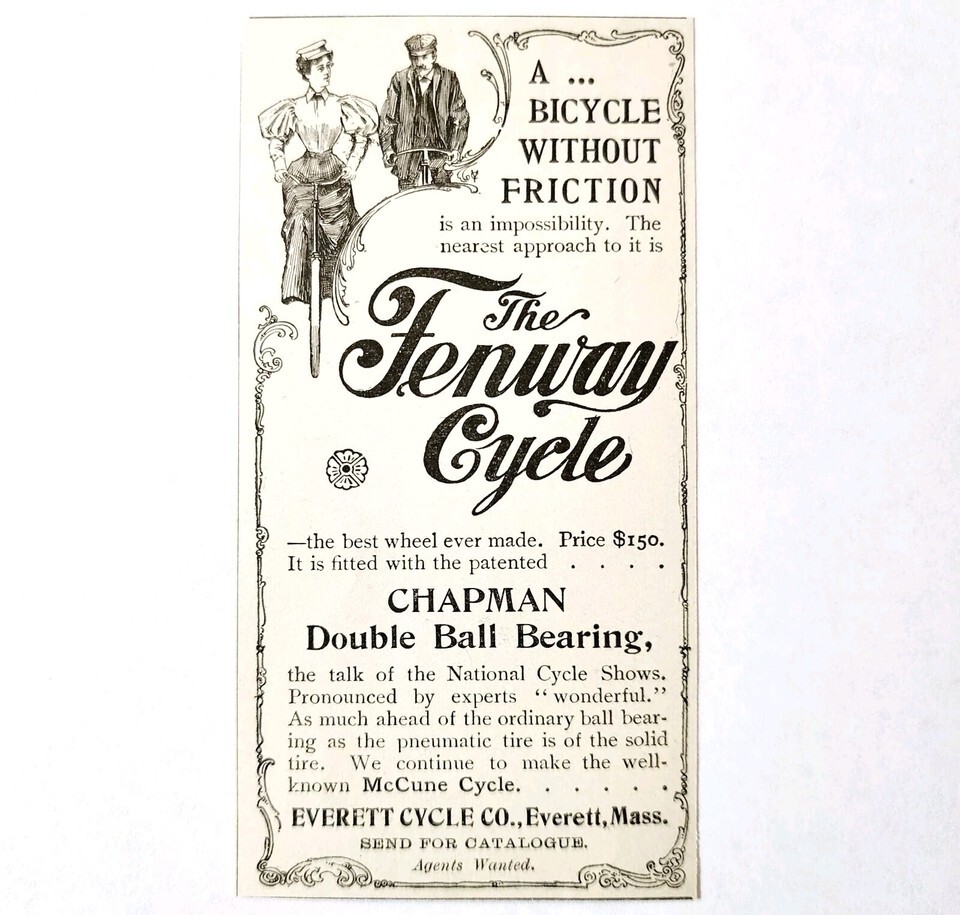 A ...
BICYCLE
WITHOUT
FRICTION
is an impossibility. The
nearest approach to it is
The
Fenway
Cycle
—the best wheel ever made. Price $150.
It is fitted with the patented . . . .
CHAPMAN
Double Ball Bearing,
the talk of the National Cycle Shows.
Pronounced by experts “wonderful.”
As much ahead of the ordinary ball bear-
ing as the pneumatic tire is of the solid
tire. We continue to make the well-
known McCune Cycle. . . . . .
EVERETT CYCLE CO., Everett, Mass.
SEND FOR CATALOGUE.
Agents Wanted.